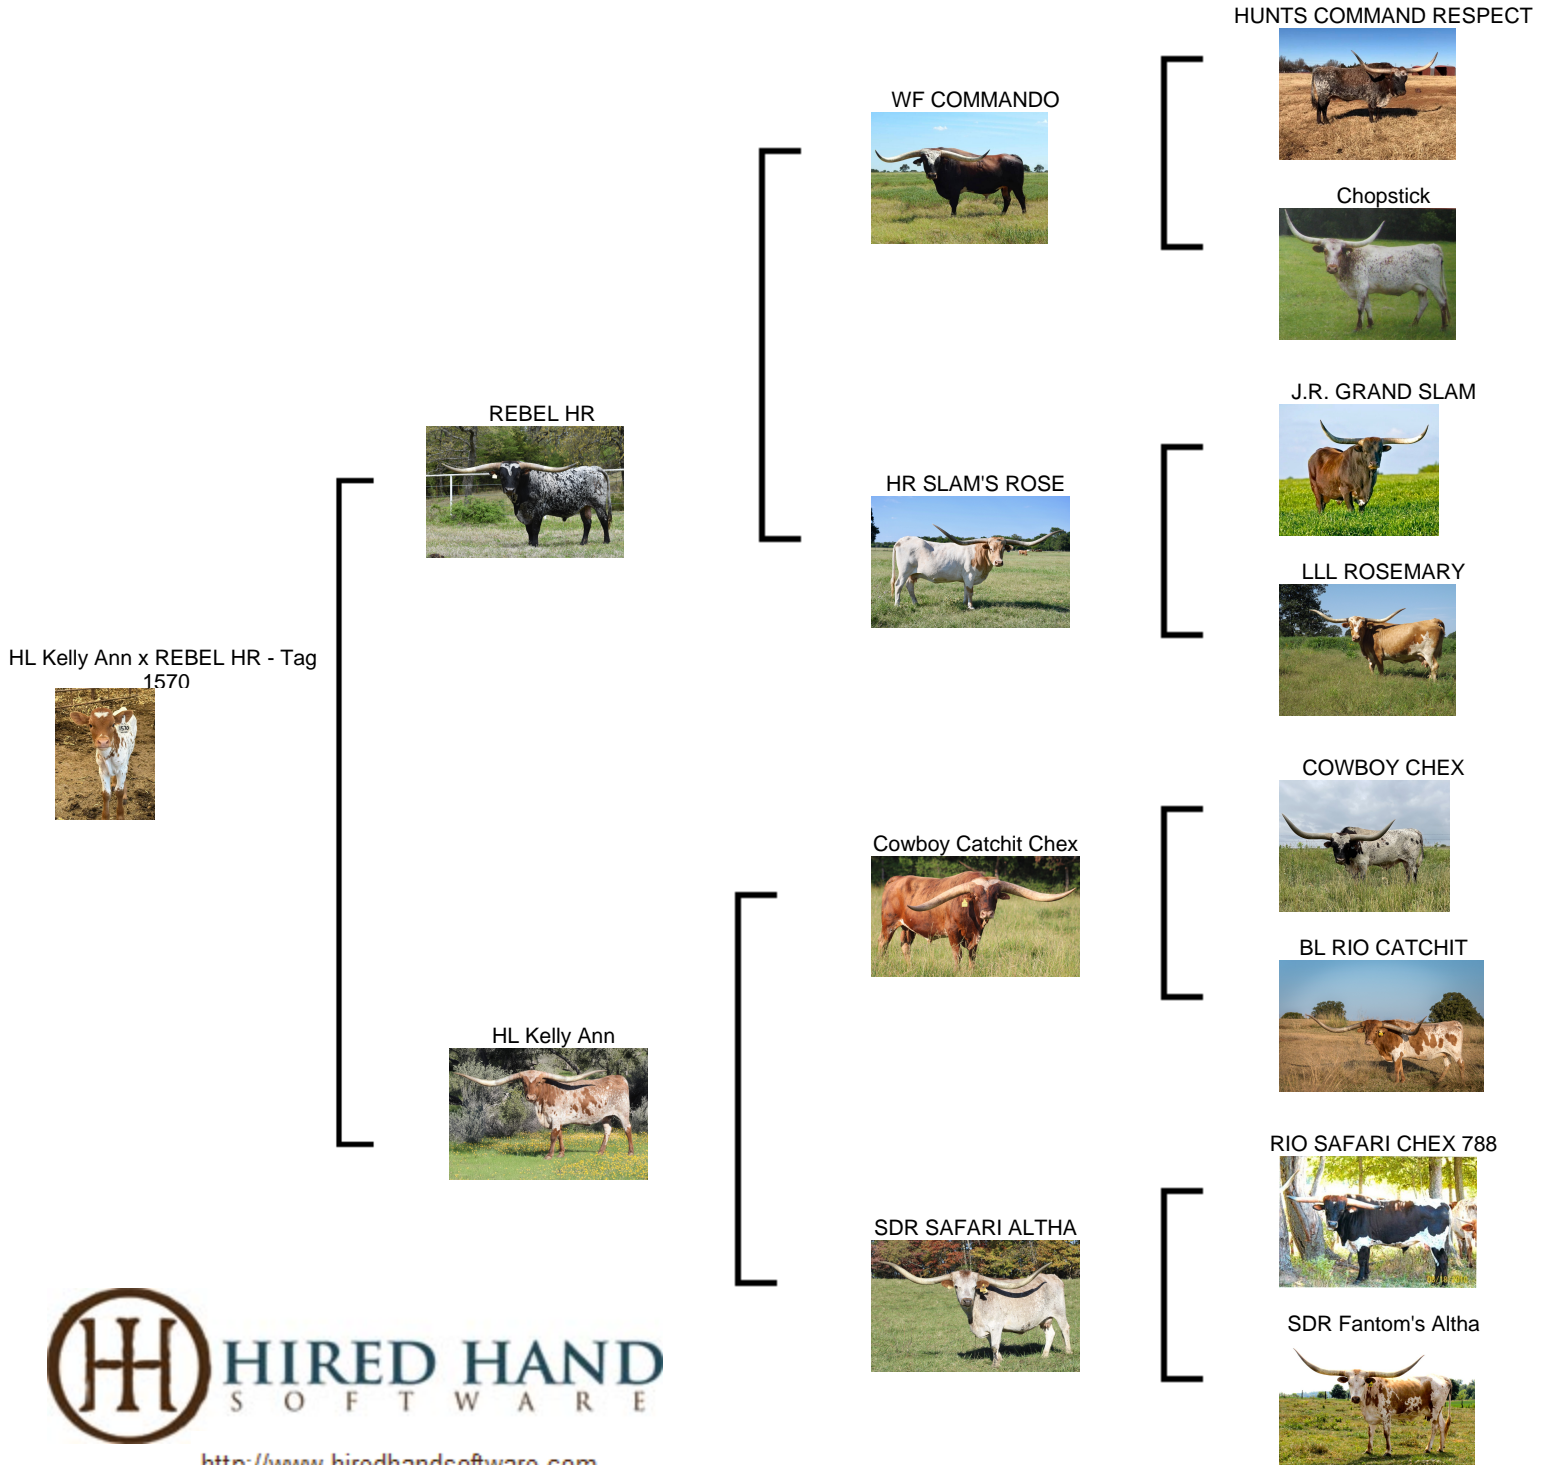 HUNTS COMMAND RESPECT
WF COMMANDO
Chopstick
J.R. GRAND SLAM
REBEL HR
HR SLAM'S ROSE
LLL ROSEMARY
HL Kelly Ann x REBEL HR - Tag
1570
COWBOY CHEX
Cowboy Catchit Chex
BL RIO CATCHIT
HL Kelly Ann
RIO SAFARI CHEX 788
SDR SAFARI ALTHA
SDR Fantom's Altha
HIRED HAND
SOFTWARE
http://www.hiredhandsoftware.com